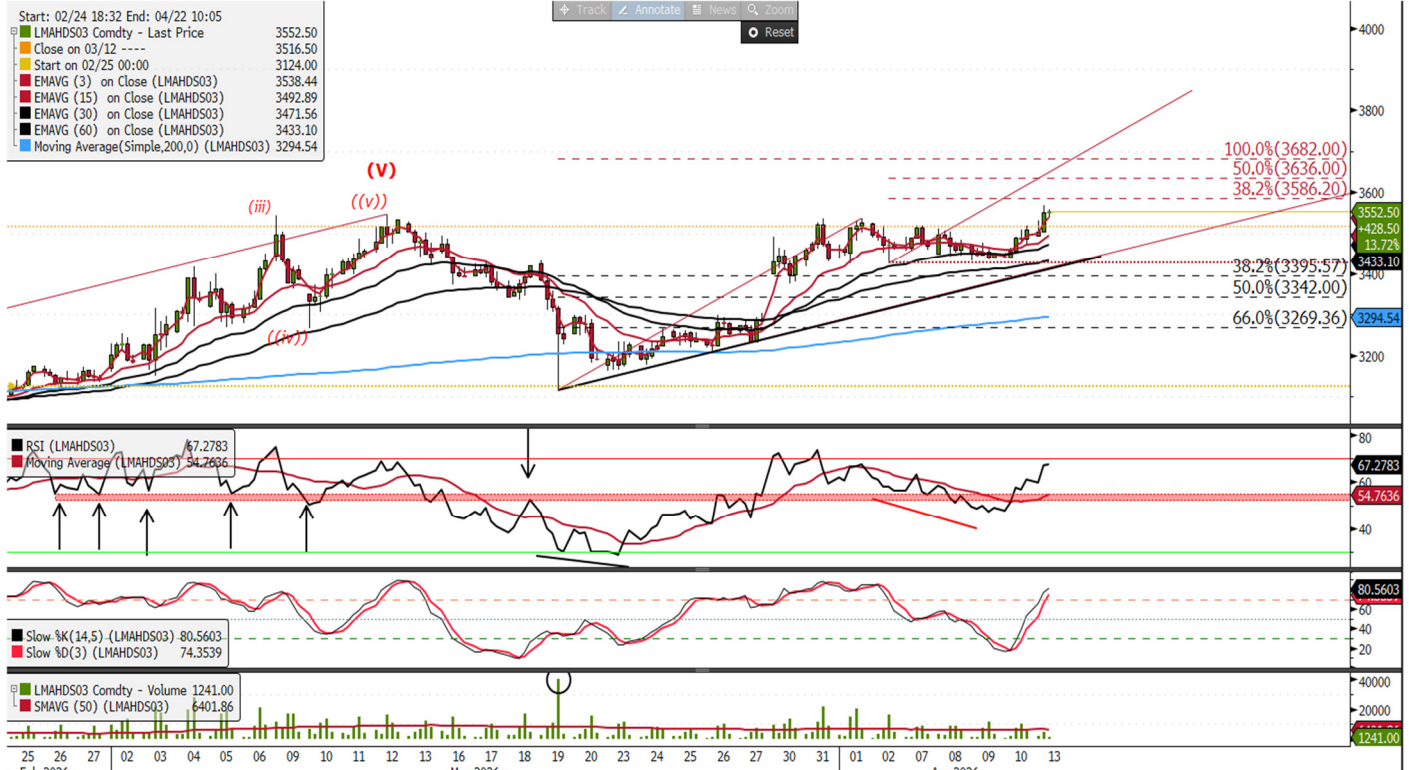 Start: 02/24 18:32 End: 04/22 10:05
LMAHDS03 Comdty - Last Price 3552.50
Close on 03/12 ---- 3516.50
Start on 02/25 00:00 3124.00
EMAVG (3) on Close (LMAHDS03) 3538.44
EMAVG (15) on Close (LMAHDS03) 3492.89
EMAVG (30) on Close (LMAHDS03) 3471.56
EMAVG (60) on Close (LMAHDS03) 3433.10
Moving Average(Simple,200,0) (LMAHDS03) 3294.54
Track Annotate News Zoom
Reset
(V)
(iii)
((v))
((iv))
100.0%(3682.00)
50.0%(3636.00)
38.2%(3586.20)
38.2%(3395.57)
50.0%(3342.00)
66.0%(3269.36)
4000
3800
3600
3552.50
3428.50
13.72%
3433.10
3400
3294.54
3200
RSI (LMAHDS03) 67.2783
Moving Average (LMAHDS03) 54.7636
80
67.2783
60
54.7636
40
Slow %K(14,5) (LMAHDS03) 80.5603
Slow %D(3) (LMAHDS03) 74.3539
80.5603
60
40
20
LMAHDS03 Comdty - Volume 1241.00
SMAVG (50) (LMAHDS03) 6401.86
40000
20000
1241.00
25 26 27 02 03 04 05 06 09 10 11 12 13 16 17 18 19 20 23 24 25 26 27 30 31 01 02 07 08 09 10 13